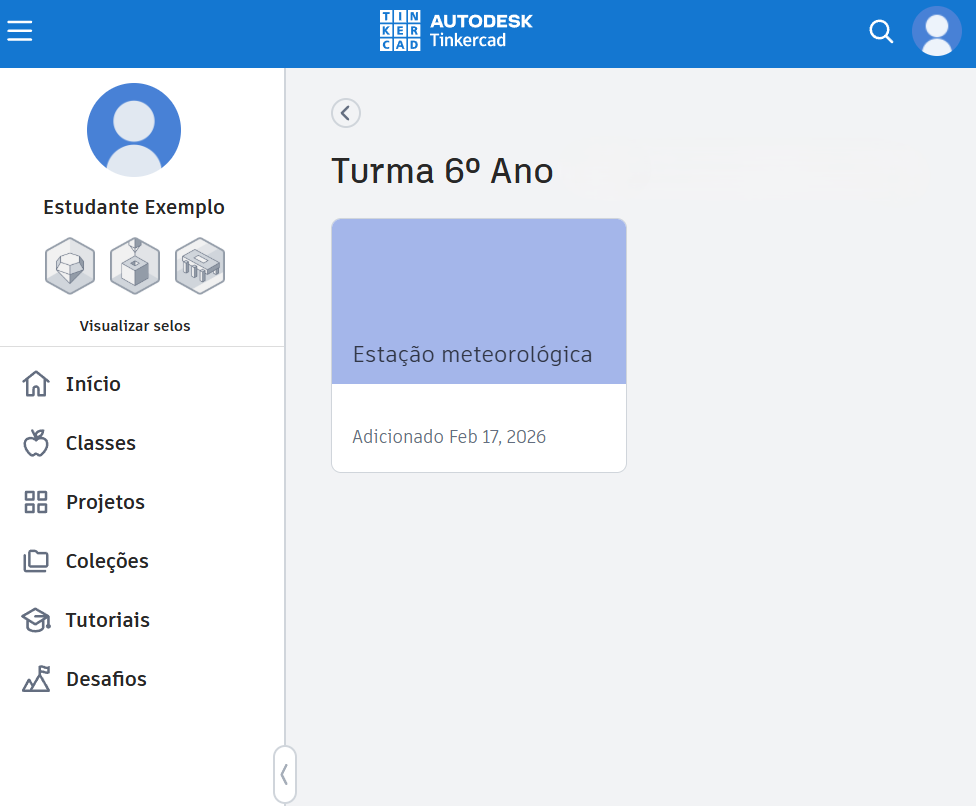 TIN
KER
CAD
AUTODESK
Tinkercad
Estudante Exemplo
Visualizar selos
Início
Classes
Projetos
Coleções
Tutoriais
Desafios
Turma 6º Ano
Estação meteorológica
Adicionado Feb 17, 2026